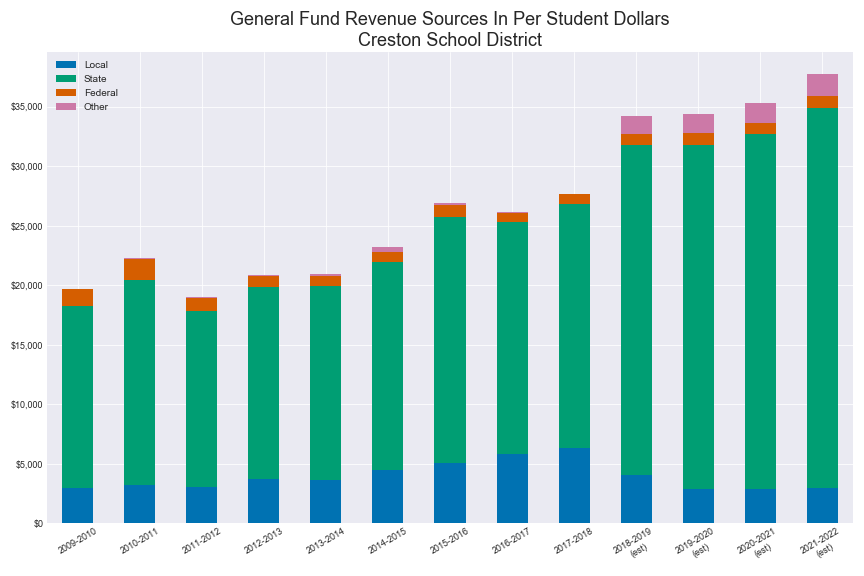 General Fund Revenue Sources In Per Student Dollars
Creston School District
Local
State
Federal
Other
$35,000
$30,000
$25,000
$20,000
$15,000
$10,000
$5,000
$0
2009-2010
2010-2011
2011-2012
2012-2013
2013-2014
2014-2015
2015-2016
2016-2017
2017-2018
2018-2019
(est)
2019-2020
(est)
2020-2021
(est)
2021-2022
(est)